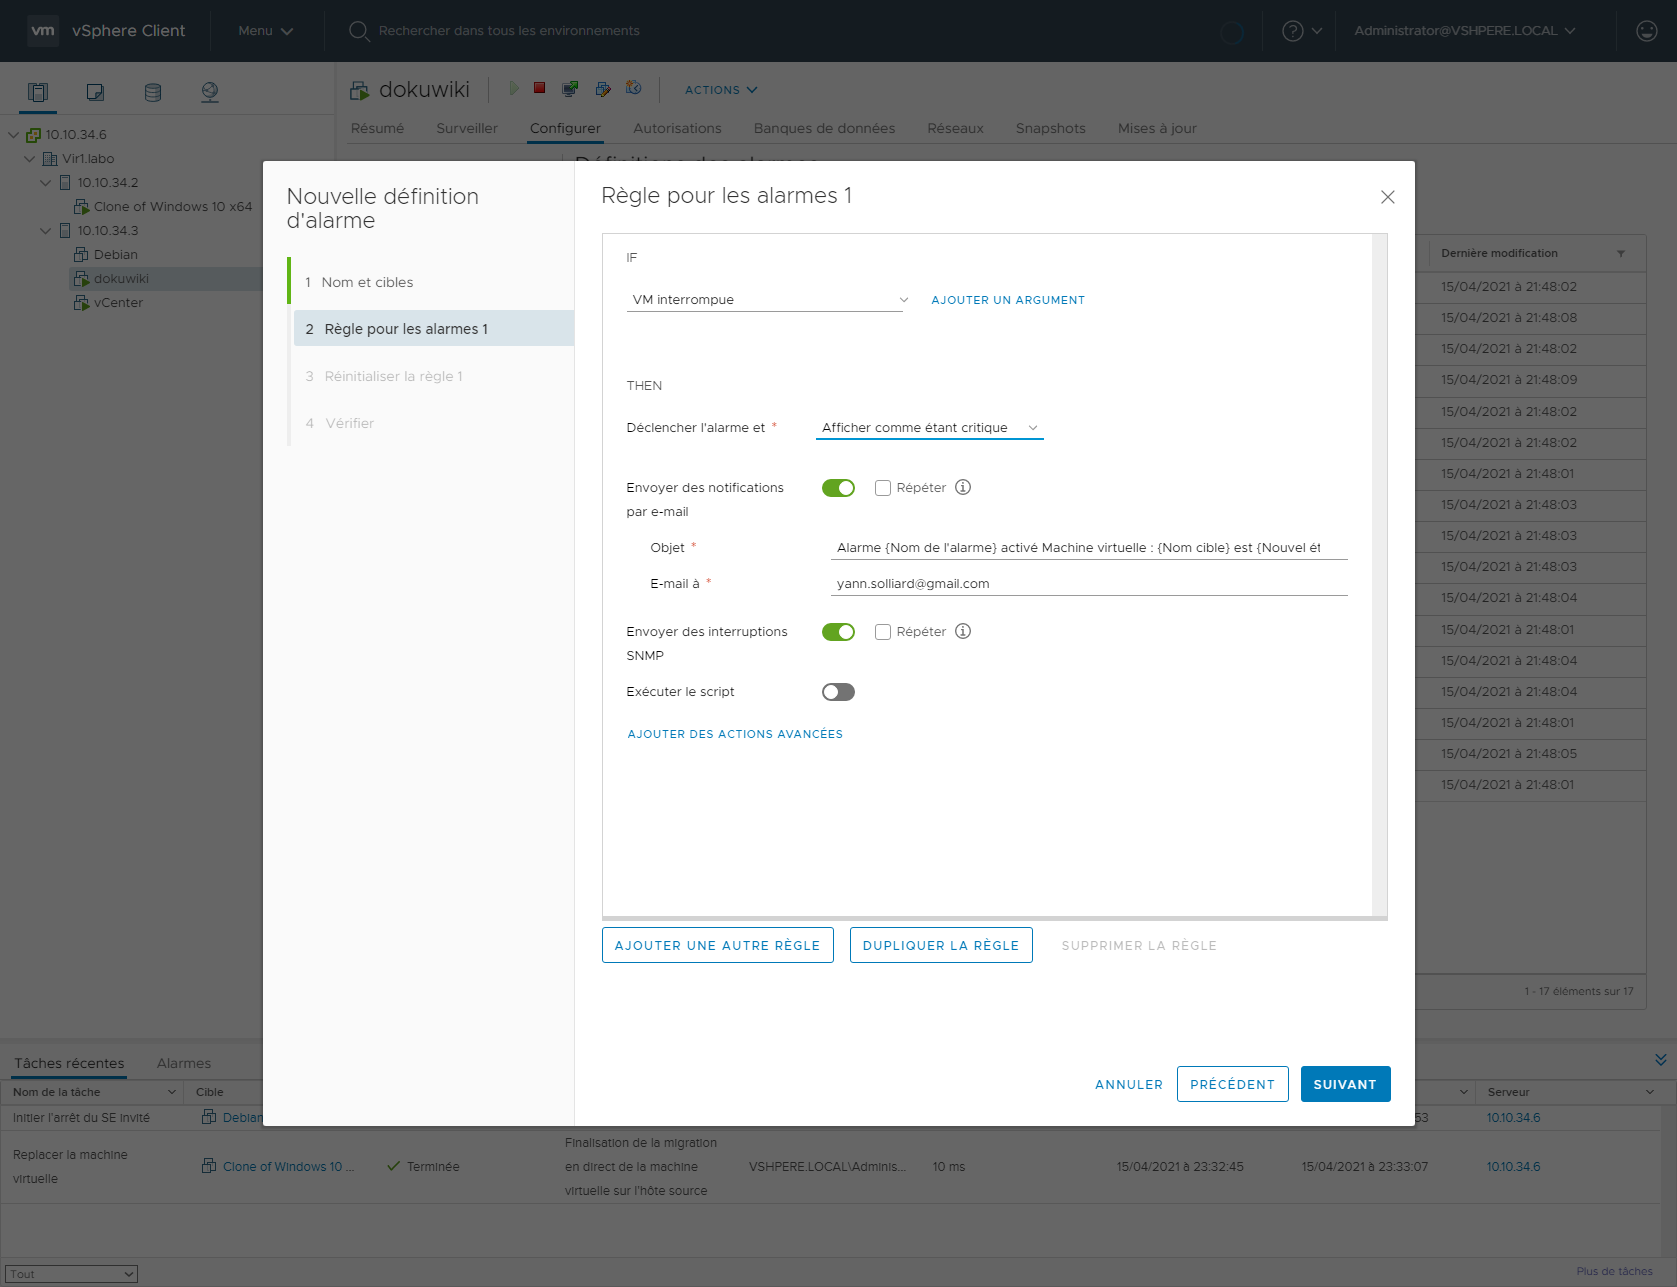 vm vSphere Client Menu Rechercher dans tous les environnements Administrator@VSHPERE.LOCAL
dokuwiki ACTIONS
Résumé Surveiller Configurer Autorisations Banques de données Réseaux Snapshots Mises à jour
10.10.34.6
Vir1.labo
10.10.34.2
Clone of Windows 10 x64
10.10.34.3
Debian
dokuwiki
vCenter
Nouvelle définition
d'alarme
1 Nom et cibles
2 Règle pour les alarmes 1
3 Réinitialiser la règle 1
4 Vérifier
Règle pour les alarmes 1
IF
VM interrompue AJOUTER UN ARGUMENT
THEN
Déclencher l'alarme et * Afficher comme étant critique
Envoyer des notifications
par e-mail
Répéter
Objet * Alarme {Nom de l'alarme} activé Machine virtuelle : {Nom cible} est {Nouvel ét
E-mail à * yann.solliard@gmail.com
Envoyer des interruptions
SNMP
Répéter
Exécuter le script
AJOUTER DES ACTIONS AVANCÉES
AJOUTER UNE AUTRE RÈGLE DUPLIQUER LA RÈGLE SUPPRIMER LA RÈGLE
ANNULER PRÉCÉDENT SUIVANT
Dernière modification
15/04/2021 à 21:48:02
15/04/2021 à 21:48:08
15/04/2021 à 21:48:02
15/04/2021 à 21:48:09
15/04/2021 à 21:48:02
15/04/2021 à 21:48:02
15/04/2021 à 21:48:01
15/04/2021 à 21:48:03
15/04/2021 à 21:48:03
15/04/2021 à 21:48:03
15/04/2021 à 21:48:04
15/04/2021 à 21:48:01
15/04/2021 à 21:48:04
15/04/2021 à 21:48:04
15/04/2021 à 21:48:01
15/04/2021 à 21:48:05
15/04/2021 à 21:48:01
1 - 17 éléments sur 17
Tâches récentes Alarmes
Nom de la tâche Cible Serveur
Initier l'arrêt du SE invité Debian 53 10.10.34.6
Replacer la machine
virtuelle
Clone of Windows 10 ... Terminée
Finalisation de la migration
en direct de la machine
virtuelle sur l'hôte source
VSHPERE.LOCAL\Adminis... 10 ms 15/04/2021 à 23:32:45 15/04/2021 à 23:33:07 10.10.34.6
Tout Plus de tâches